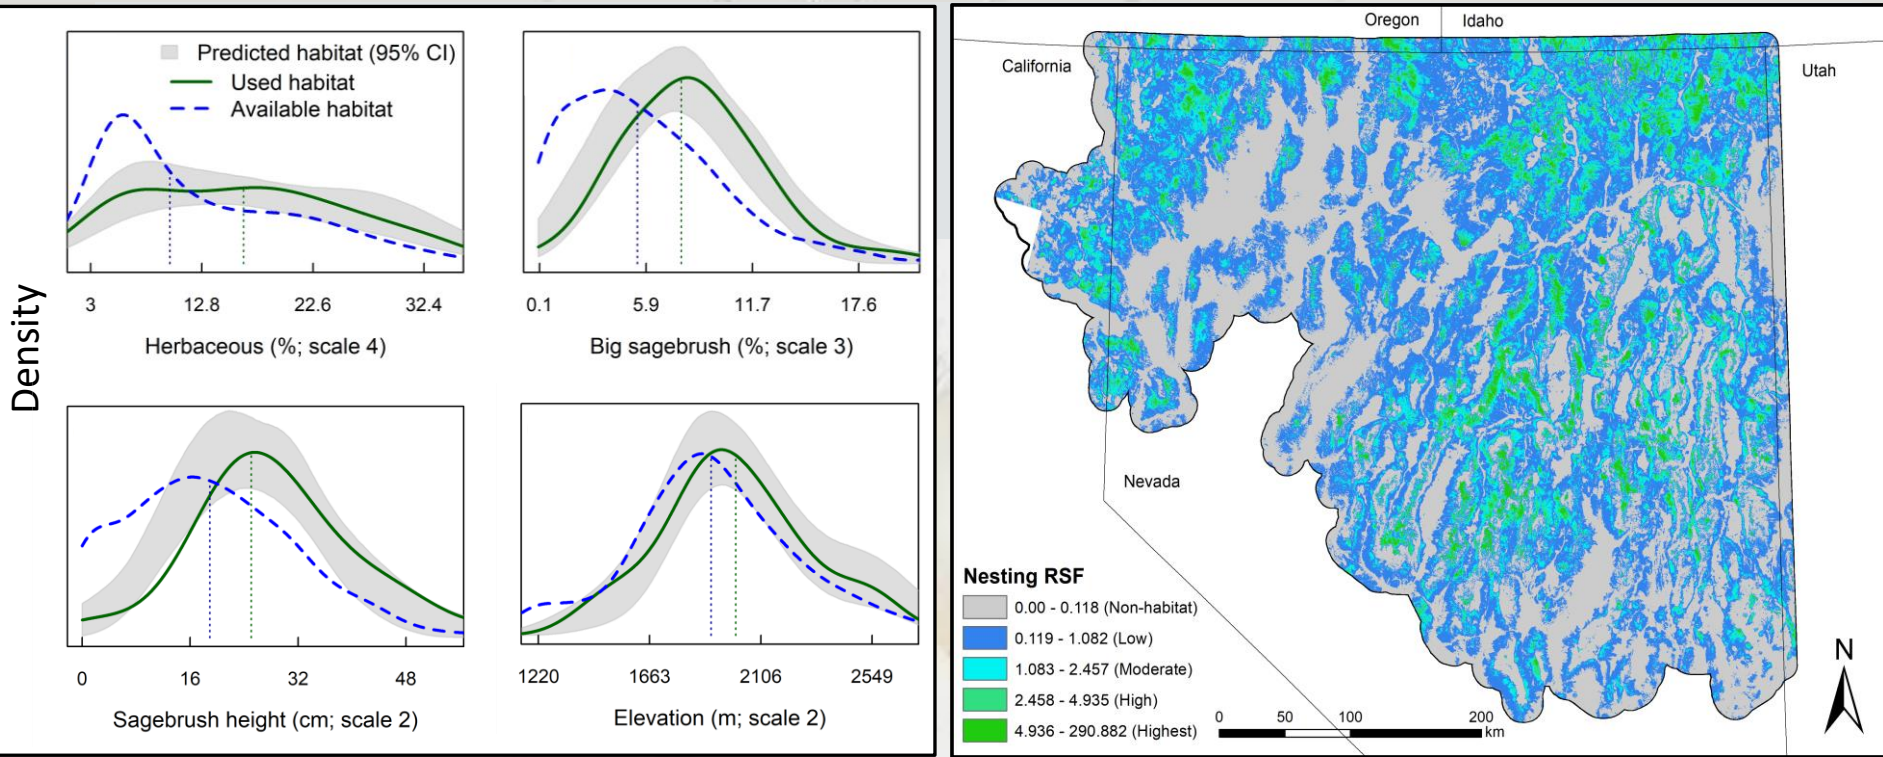 Density
Predicted habitat (95% CI)
Used habitat
Available habitat
3 12.8 22.6 32.4
Herbaceous (%; scale 4)
0.1 5.9 11.7 17.6
Big sagebrush (%; scale 3)
0 16 32 48
Sagebrush height (cm; scale 2)
1220 1663 2106 2549
Elevation (m; scale 2)
Oregon Idaho
California
Utah
Nevada
Nesting RSF
0.00 - 0.118 (Non-habitat)
0.119 - 1.082 (Low)
1.083 - 2.457 (Moderate)
2.458 - 4.935 (High)
4.936 - 290.882 (Highest)
0 50 100 200
km
N